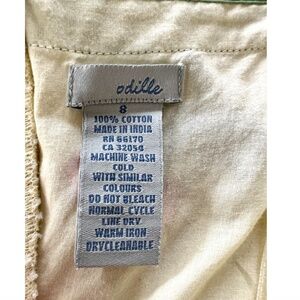 odille
8
100% COTTON
MADE IN INDIA
RN 66170
CA 32054
MACHINE WASH
COLD
WITH SIMILAR
COLOURS
DO NOT BLEACH
NORMAL CYCLE
LINE DRY
WARM IRON
DRYCLEANABLE